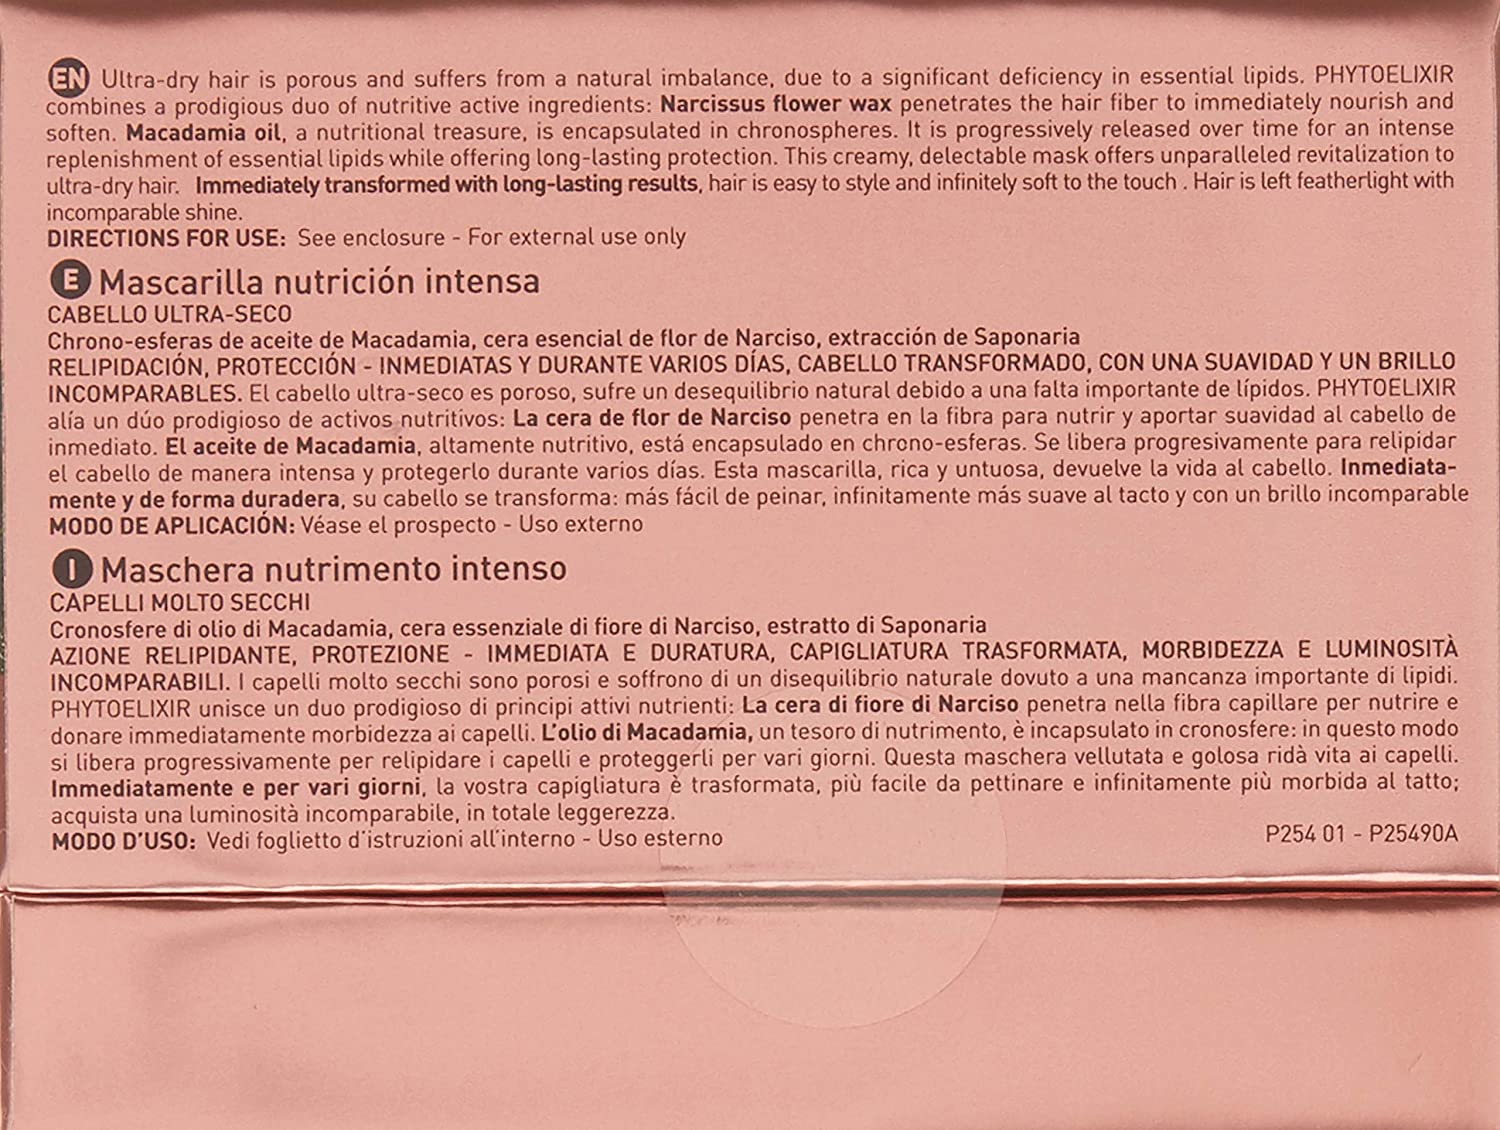 EN Ultra-dry hair is porous and suffers from a natural imbalance, due to a significant deficiency in essential lipids. PHYTOELIXIR
combines a prodigious duo of nutritive active ingredients: Narcissus flower wax penetrates the hair fiber to immediately nourish and
soften. Macadamia oil, a nutritional treasure, is encapsulated in chronospheres. It is progressively released over time for an intense
replenishment of essential lipids while offering long-lasting protection. This creamy, delectable mask offers unparalleled revitalization to
ultra-dry hair. Immediately transformed with long-lasting results, hair is easy to style and infinitely soft to the touch . Hair is left featherlight with
incomparable shine.
DIRECTIONS FOR USE: See enclosure - For external use only
E Mascarilla nutrición intensa
CABELLO ULTRA-SECO
Chrono-esferas de aceite de Macadamia, cera esencial de flor de Narciso, extracción de Saponaria
RELIPIDACIÓN, PROTECCIÓN - INMEDIATAS Y DURANTE VARIOS DÍAS, CABELLO TRANSFORMADO, CON UNA SUAVIDAD Y UN BRILLO
INCOMPARABLES. El cabello ultra-seco es poroso, sufre un desequilibrio natural debido a una falta importante de lípidos. PHYTOELIXIR
alía un dúo prodigioso de activos nutritivos: La cera de flor de Narciso penetra en la fibra para nutrir y aportar suavidad al cabello de
inmediato. El aceite de Macadamia, altamente nutritivo, está encapsulado en chrono-esferas. Se libera progresivamente para relipidar
el cabello de manera intensa y protegerlo durante varios días. Esta mascarilla, rica y untuosa, devuelve la vida al cabello. Inmediata-
mente y de forma duradera, su cabello se transforma: más fácil de peinar, infinitamente más suave al tacto y con un brillo incomparable
MODO DE APLICACIÓN: Véase el prospecto - Uso externo
I Maschera nutrimento intenso
CAPELLI MOLTO SECCHI
Cronosfere di olio di Macadamia, cera essenziale di fiore di Narciso, estratto di Saponaria
AZIONE RELIPIDANTE, PROTEZIONE - IMMEDIATA E DURATURA, CAPIGLIATURA TRASFORMATA, MORBIDEZZA E LUMINOSITÀ
INCOMPARABILI. I capelli molto secchi sono porosi e soffrono di un disequilibrio naturale dovuto a una mancanza importante di lipidi.
PHYTOELIXIR unisce un duo prodigioso di principi attivi nutrienti: La cera di fiore di Narciso penetra nella fibra capillare per nutrire e
donare immediatamente morbidezza ai capelli. L'olio di Macadamia, un tesoro di nutrimento, è incapsulato in cronosfere: in questo modo
si libera progressivamente per relipidare i capelli e proteggerli per vari giorni. Questa maschera vellutata e golosa ridà vita ai capelli.
Immediatamente e per vari giorni, la vostra capigliatura è trasformata, più facile da pettinare e infinitamente più morbida al tatto;
acquista una luminosità incomparabile, in totale leggerezza.
MODO D'USO: Vedi foglietto d'istruzioni all'interno - Uso esterno
P254 01 - P25490A